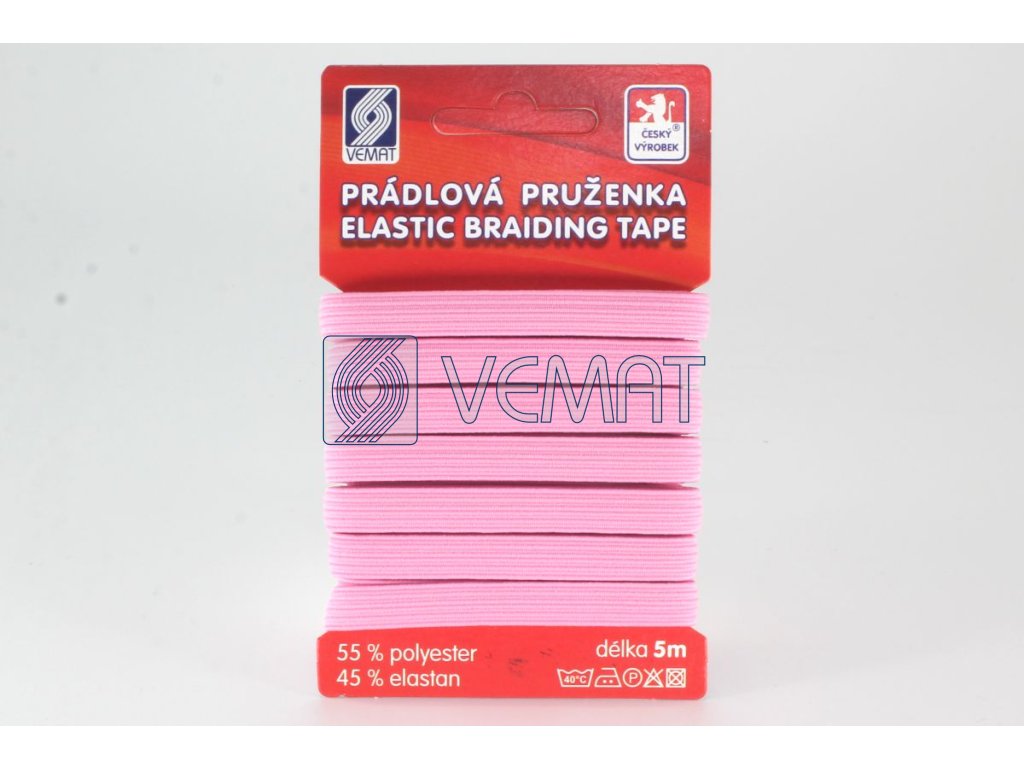 VEMAT
ČESKÝ®
VÝROBEK
PRÁDLOVÁ PRUŽENKA
ELASTIC BRAIDING TAPE
VEMAT
55 % polyester
45 % elastan
délka 5m
40°C
P